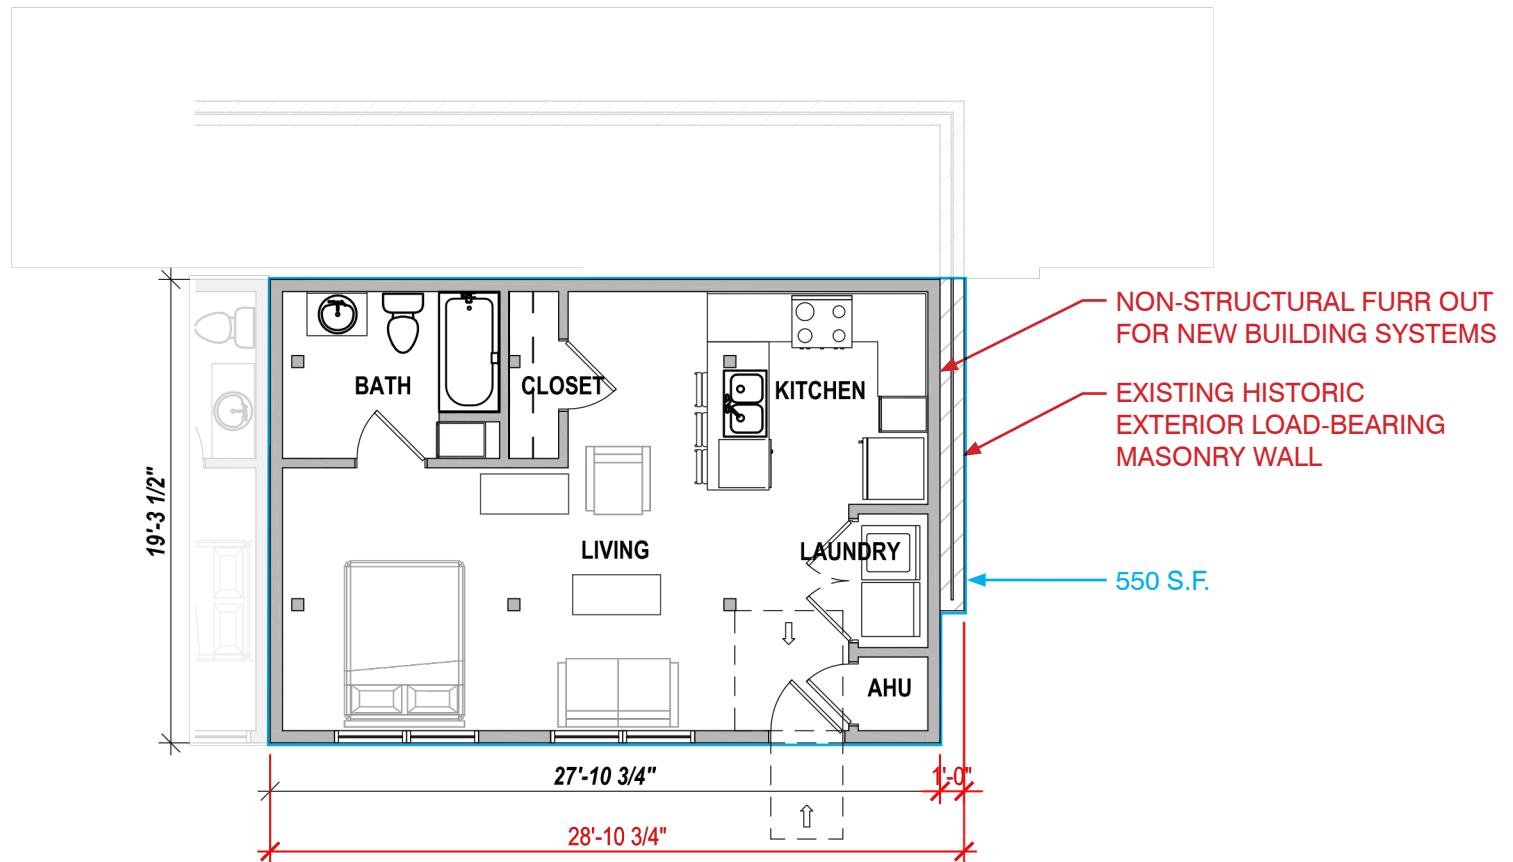 NON-STRUCTURAL FURR OUT
FOR NEW BUILDING SYSTEMS
BATH
CLOSET
KITCHEN
EXISTING HISTORIC
EXTERIOR LOAD-BEARING
MASONRY WALL
19'-3 1/2"
LIVING
LAUNDRY
550 S.F.
AHU
27'-10 3/4"
1'-0"
28'-10 3/4"